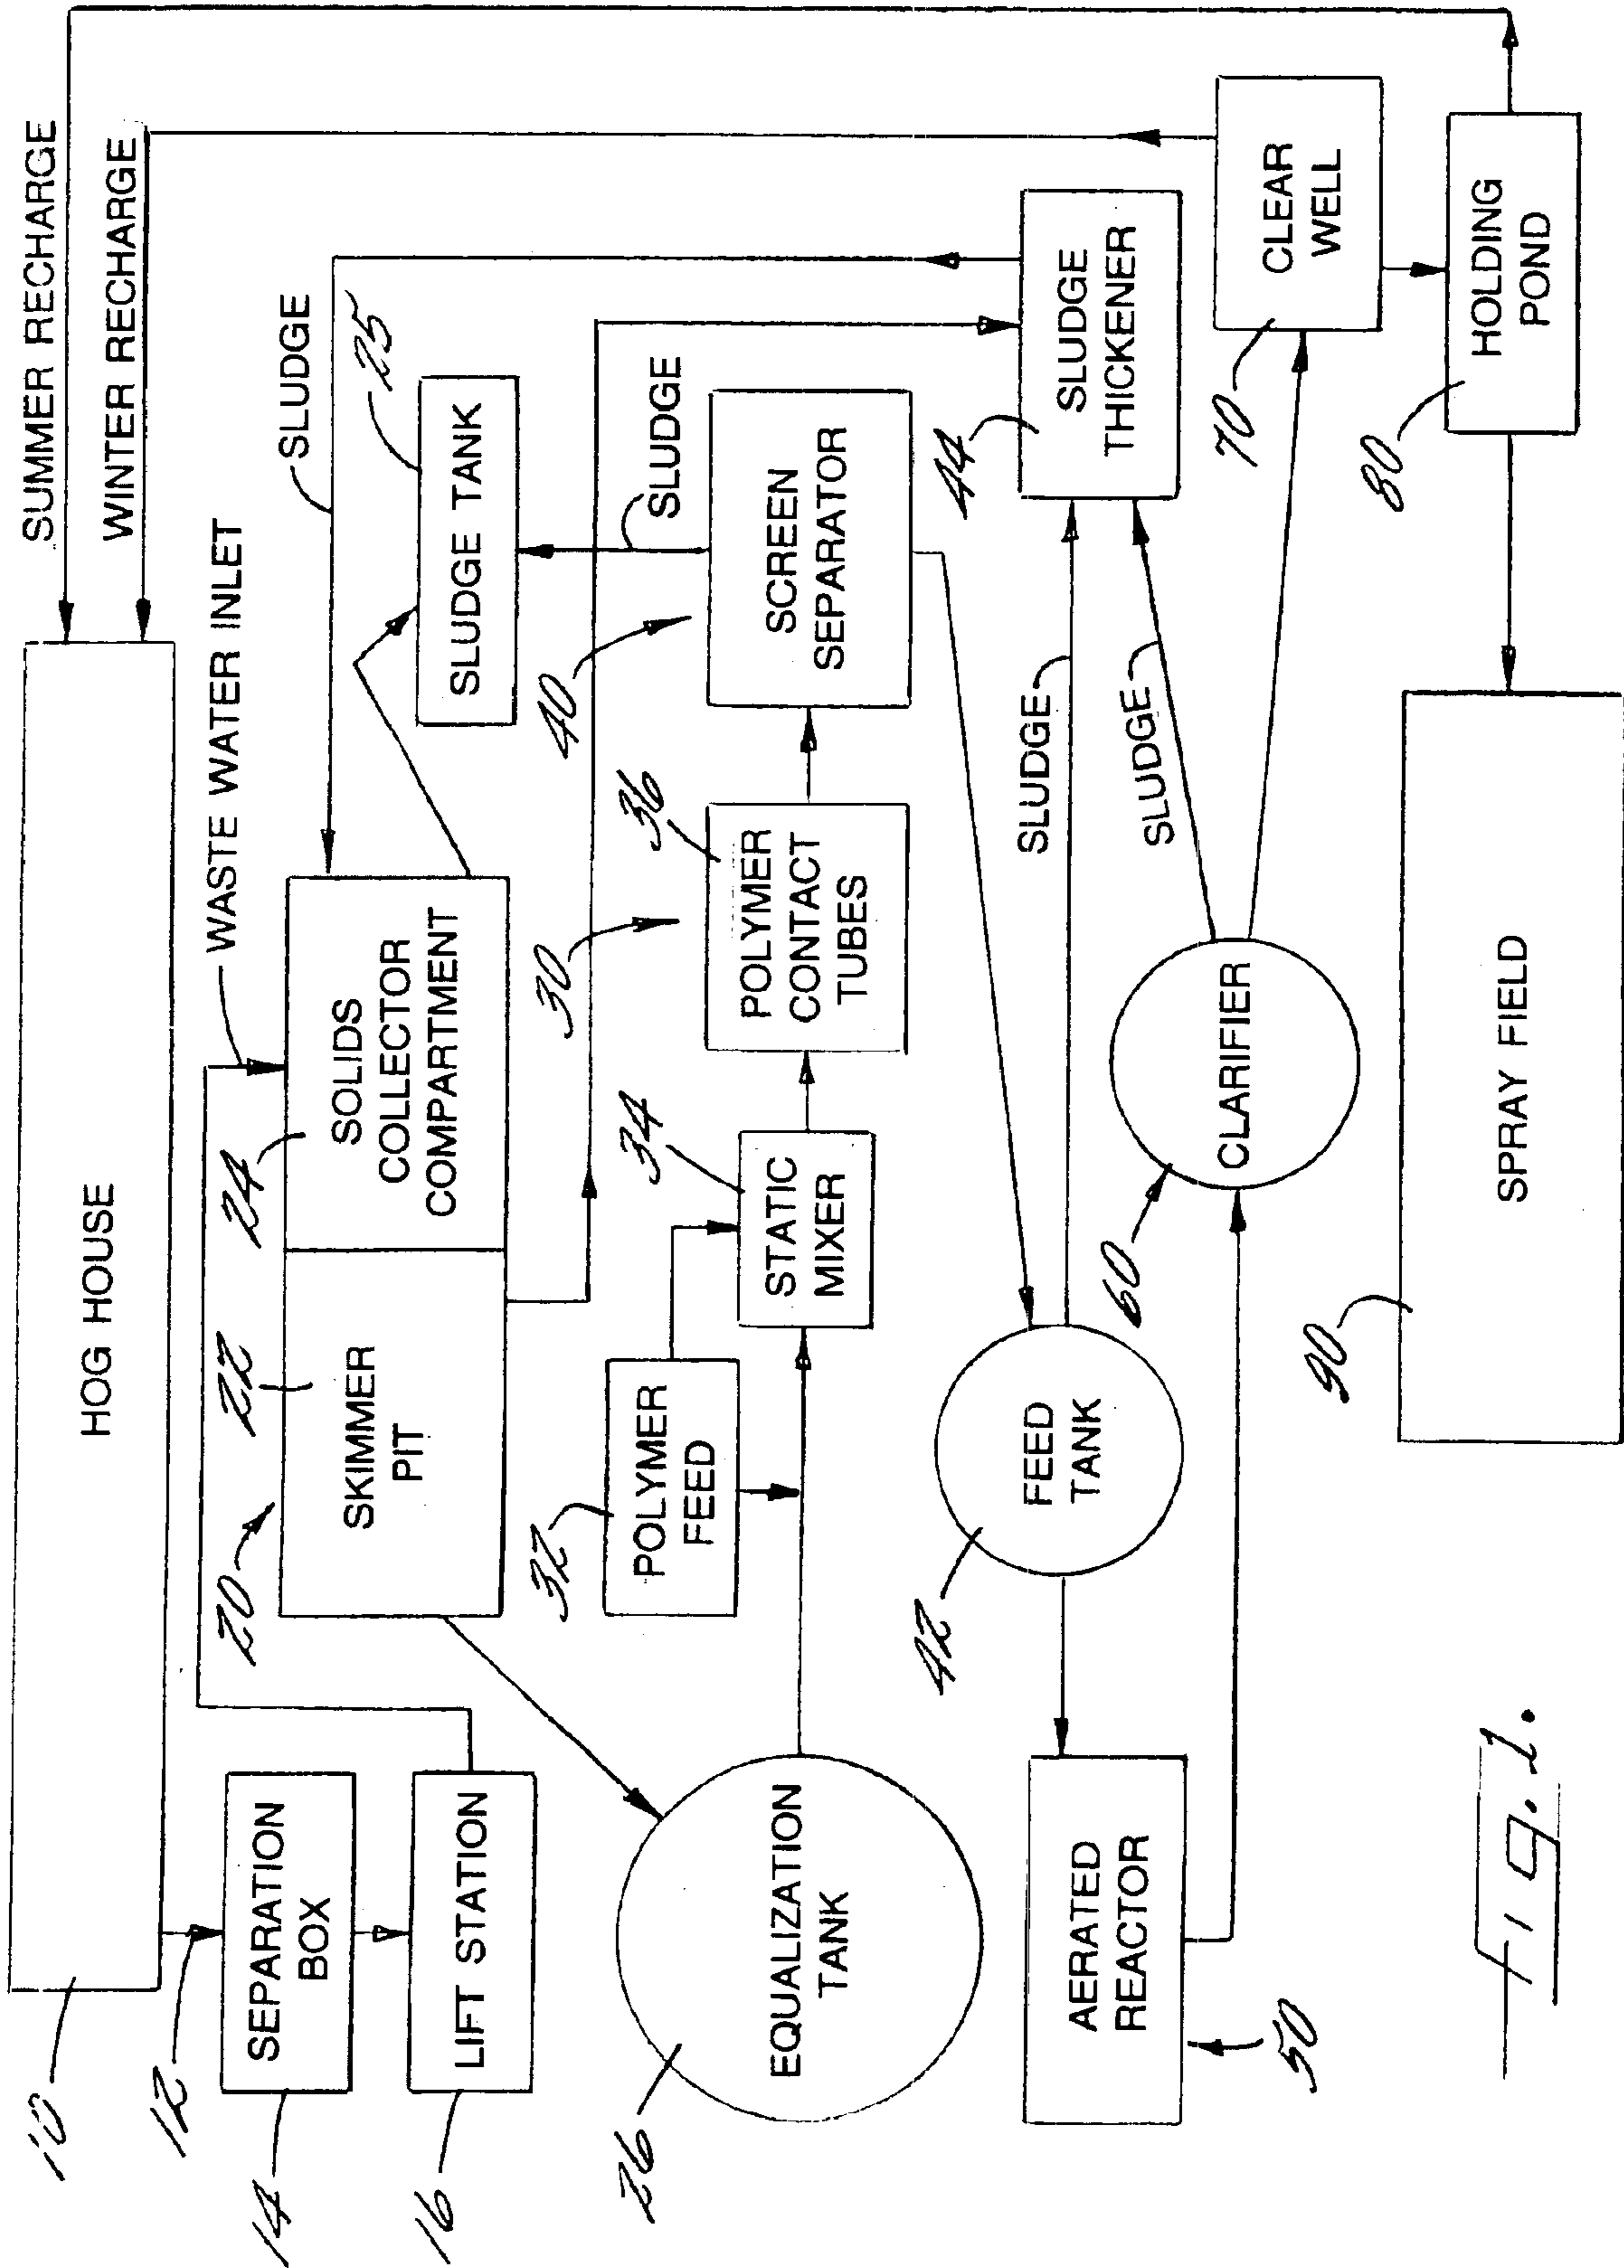 SUMMER RECHARGE
WINTER RECHARGE
HOG HOUSE
10
12
SEPARATION
BOX
14
LIFT STATION
16
WASTE WATER INLET
20
SKIMMER
PIT
22
SOLIDS
COLLECTOR
COMPARTMENT
24
SLUDGE
SLUDGE TANK
25
EQUALIZATION
TANK
26
30
POLYMER
FEED
32
STATIC
MIXER
34
POLYMER
CONTACT
TUBES
36
SCREEN
SEPARATOR
40
SLUDGE
FEED
TANK
42
SLUDGE
SLUDGE
SLUDGE
THICKENER
44
AERATED
REACTOR
50
CLARIFIER
60
CLEAR
WELL
70
HOLDING
POND
80
SPRAY FIELD
90
Fig. 1.